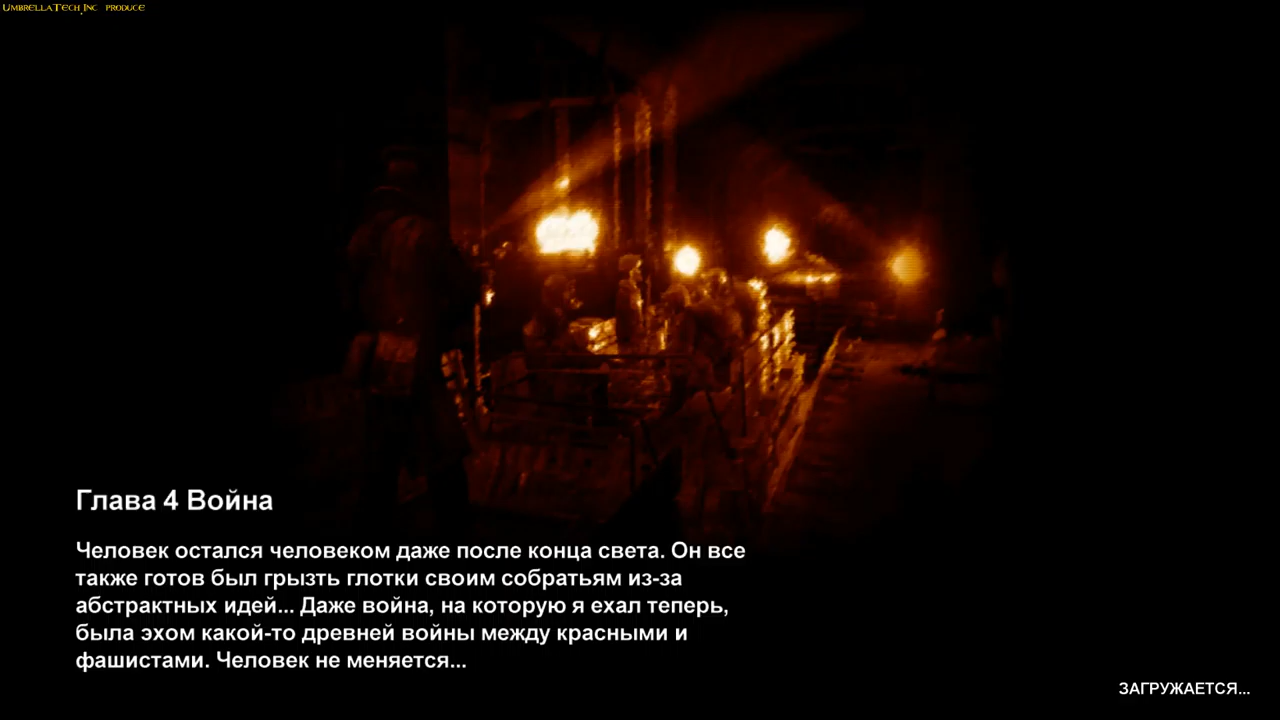 UmbrellaTech Inc produce
Глава 4 Война
Человек остался человеком даже после конца света. Он все
также готов был грызть глотки своим собратьям из-за
абстрактных идей... Даже война, на которую я ехал теперь,
была эхом какой-то древней войны между красными и
фашистами. Человек не меняется...
ЗАГРУЖАЕТСЯ...